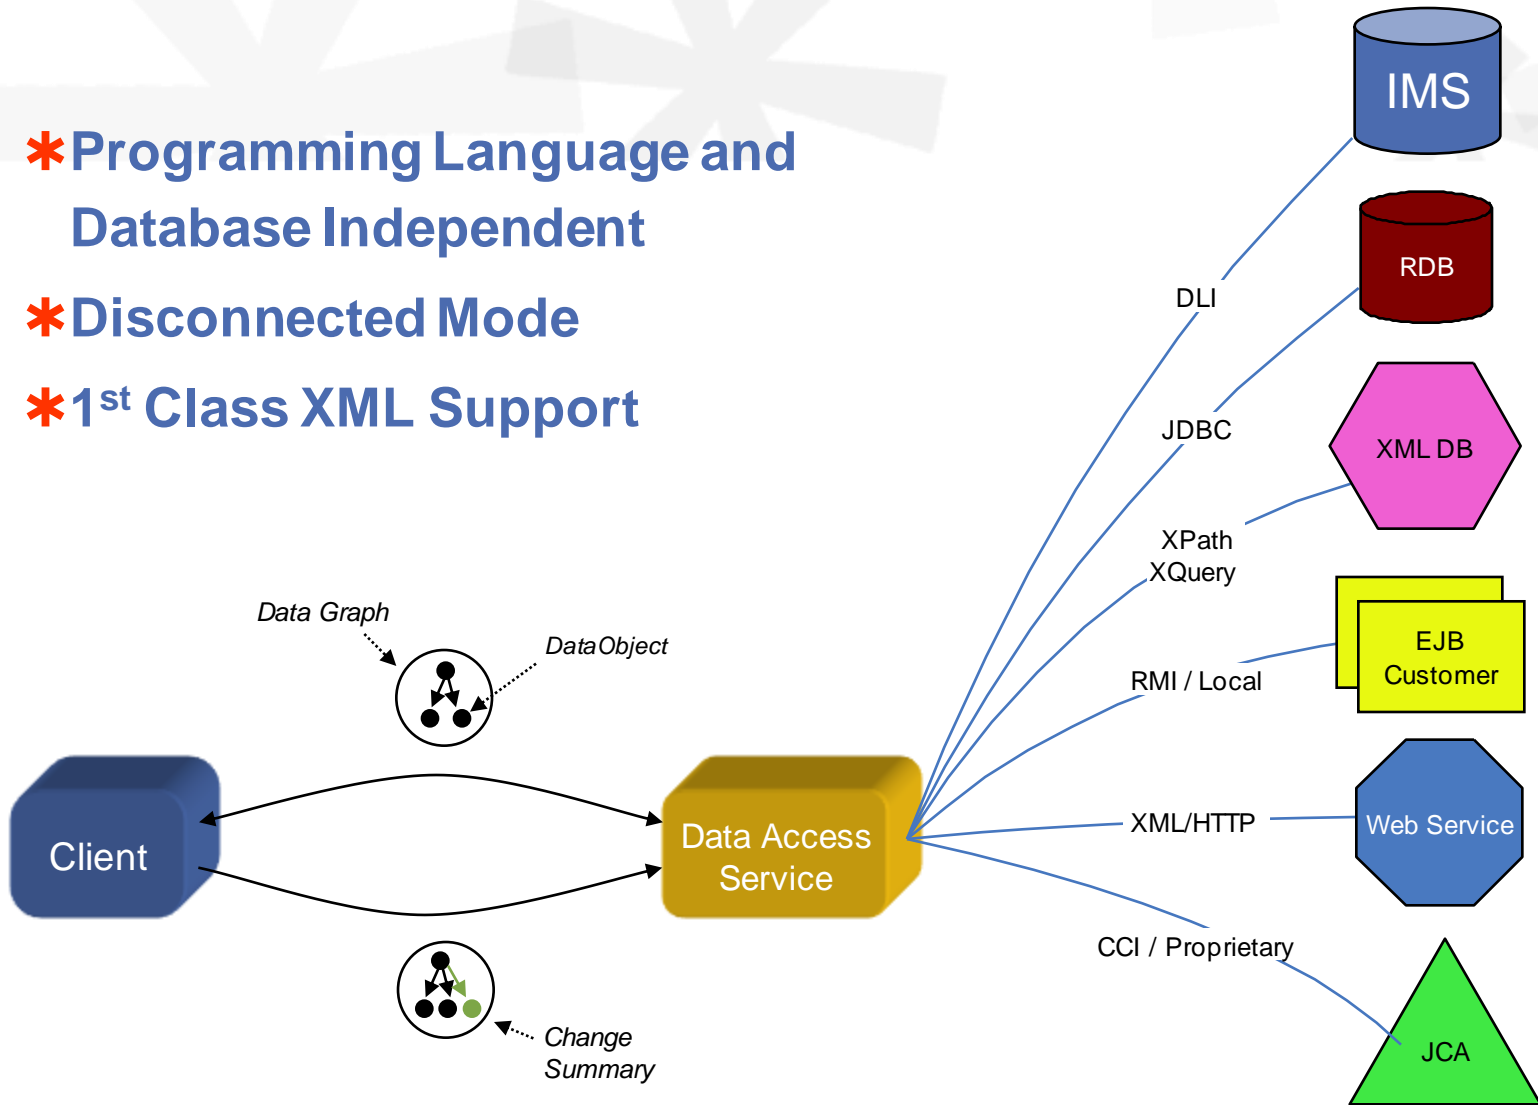 *Programming Language and
Database Independent
*Disconnected Mode
*1st Class XML Support
IMS
RDB
DLI
JDBC
XML DB
XPath
XQuery
Data Graph
DataObject
EJB
Customer
RMI / Local
Client
Data Access
Service
XML/HTTP
Web Service
CCI / Proprietary
Change
Summary
JCA